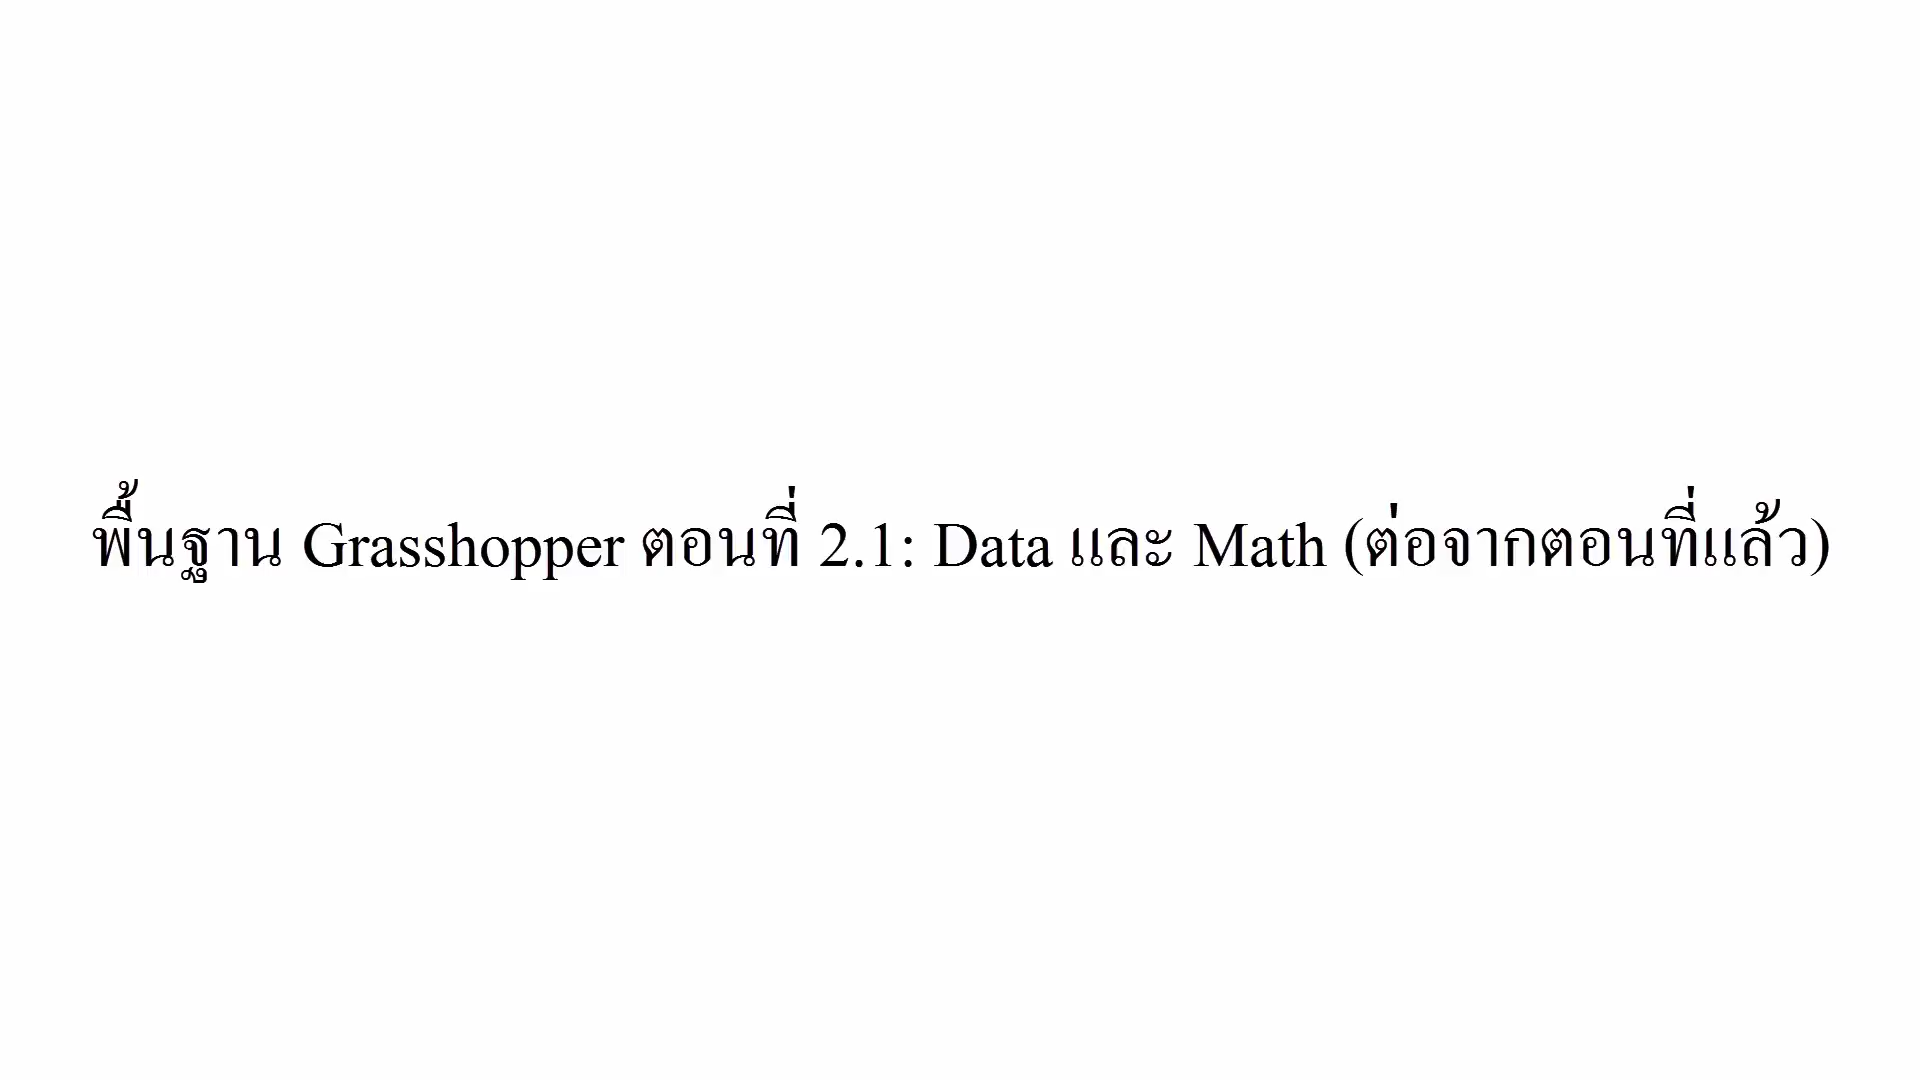 พื้นฐาน Grasshopper ตอนที่ 2.1: Data และ Math (ต่อจากตอนที่แล้ว)